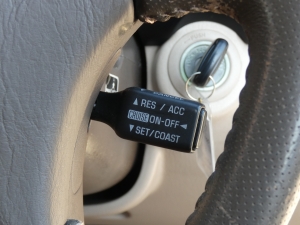 ▲ RES / ACC
CRUISE ON-OFF ◄
▼ SET/COAST